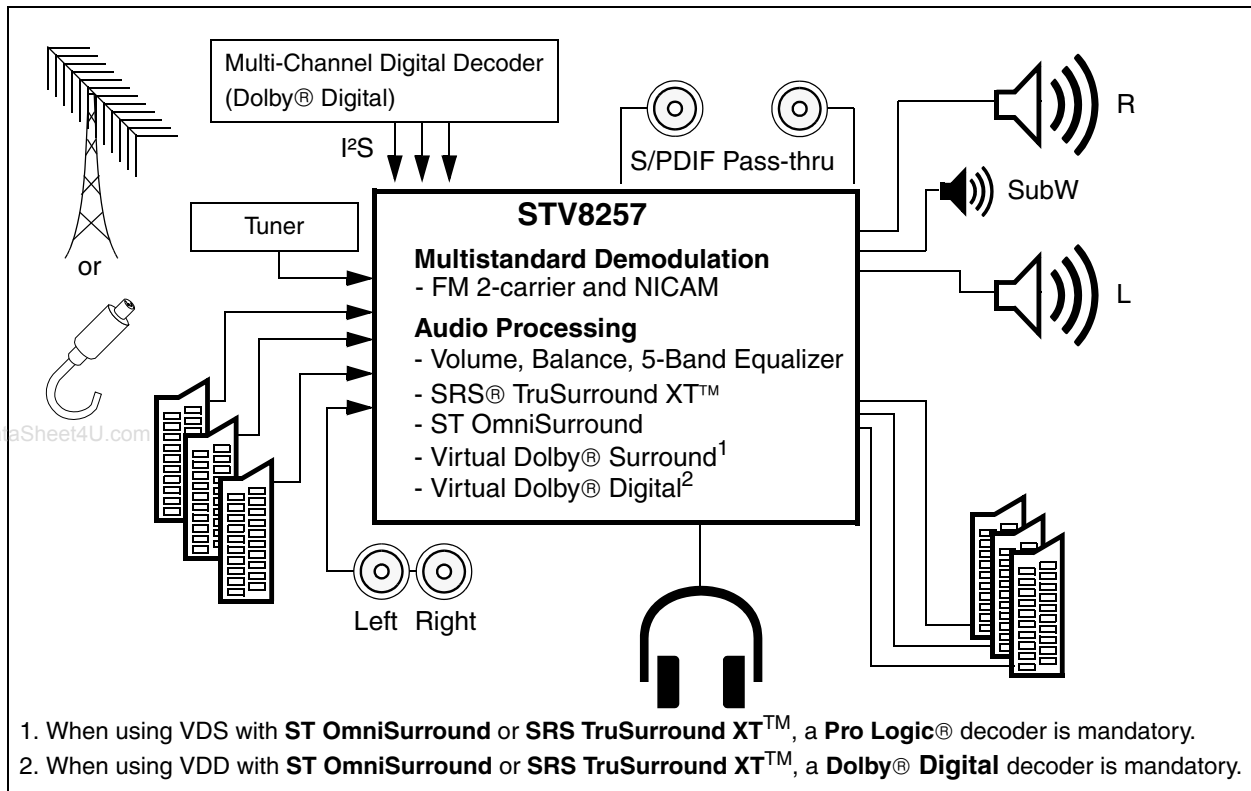 Multi-Channel Digital Decoder
(Dolby® Digital)
I²S
S/PDIF Pass-thru
R
SubW
L
Tuner
or
STV8257
Multistandard Demodulation
- FM 2-carrier and NICAM
Audio Processing
- Volume, Balance, 5-Band Equalizer
- SRS® TruSurround XT™
- ST OmniSurround
- Virtual Dolby® Surround¹
- Virtual Dolby® Digital²
taSheet4U.com
Left Right
1. When using VDS with ST OmniSurround or SRS TruSurround XT™, a Pro Logic® decoder is mandatory.
2. When using VDD with ST OmniSurround or SRS TruSurround XT™, a Dolby® Digital decoder is mandatory.